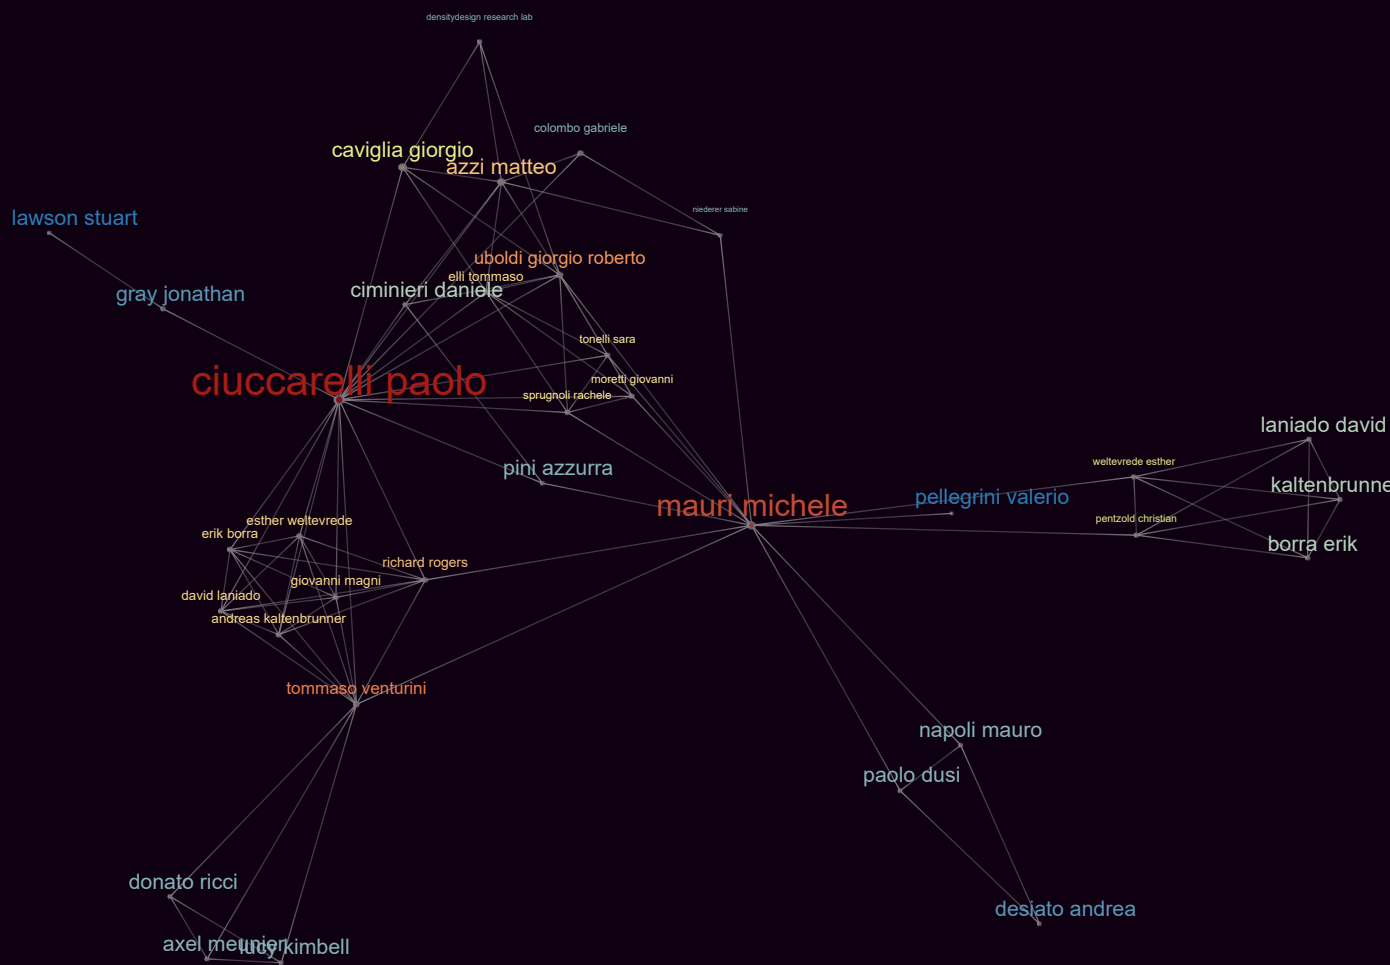 densitydesign research lab
colombo gabriele
caviglia giorgio
azzi matteo
niederer sabine
lawson stuart
uboldi giorgio roberto
elli tommaso
ciminieri daniele
gray jonathan
tonelli sara
ciuccarelli paolo
moretti giovanni
sprugnoli rachele
laniado david
weltevrede esther
pini azzurra
kaltenbrunne
pellegrini valerio
mauri michele
pentzold christian
esther weltevrede
erik borra
borra erik
richard rogers
giovanni magni
david laniado
andreas kaltenbrunner
tommaso venturini
napoli mauro
paolo dusi
donato ricci
desiato andrea
axel meunier
lucy kimbell